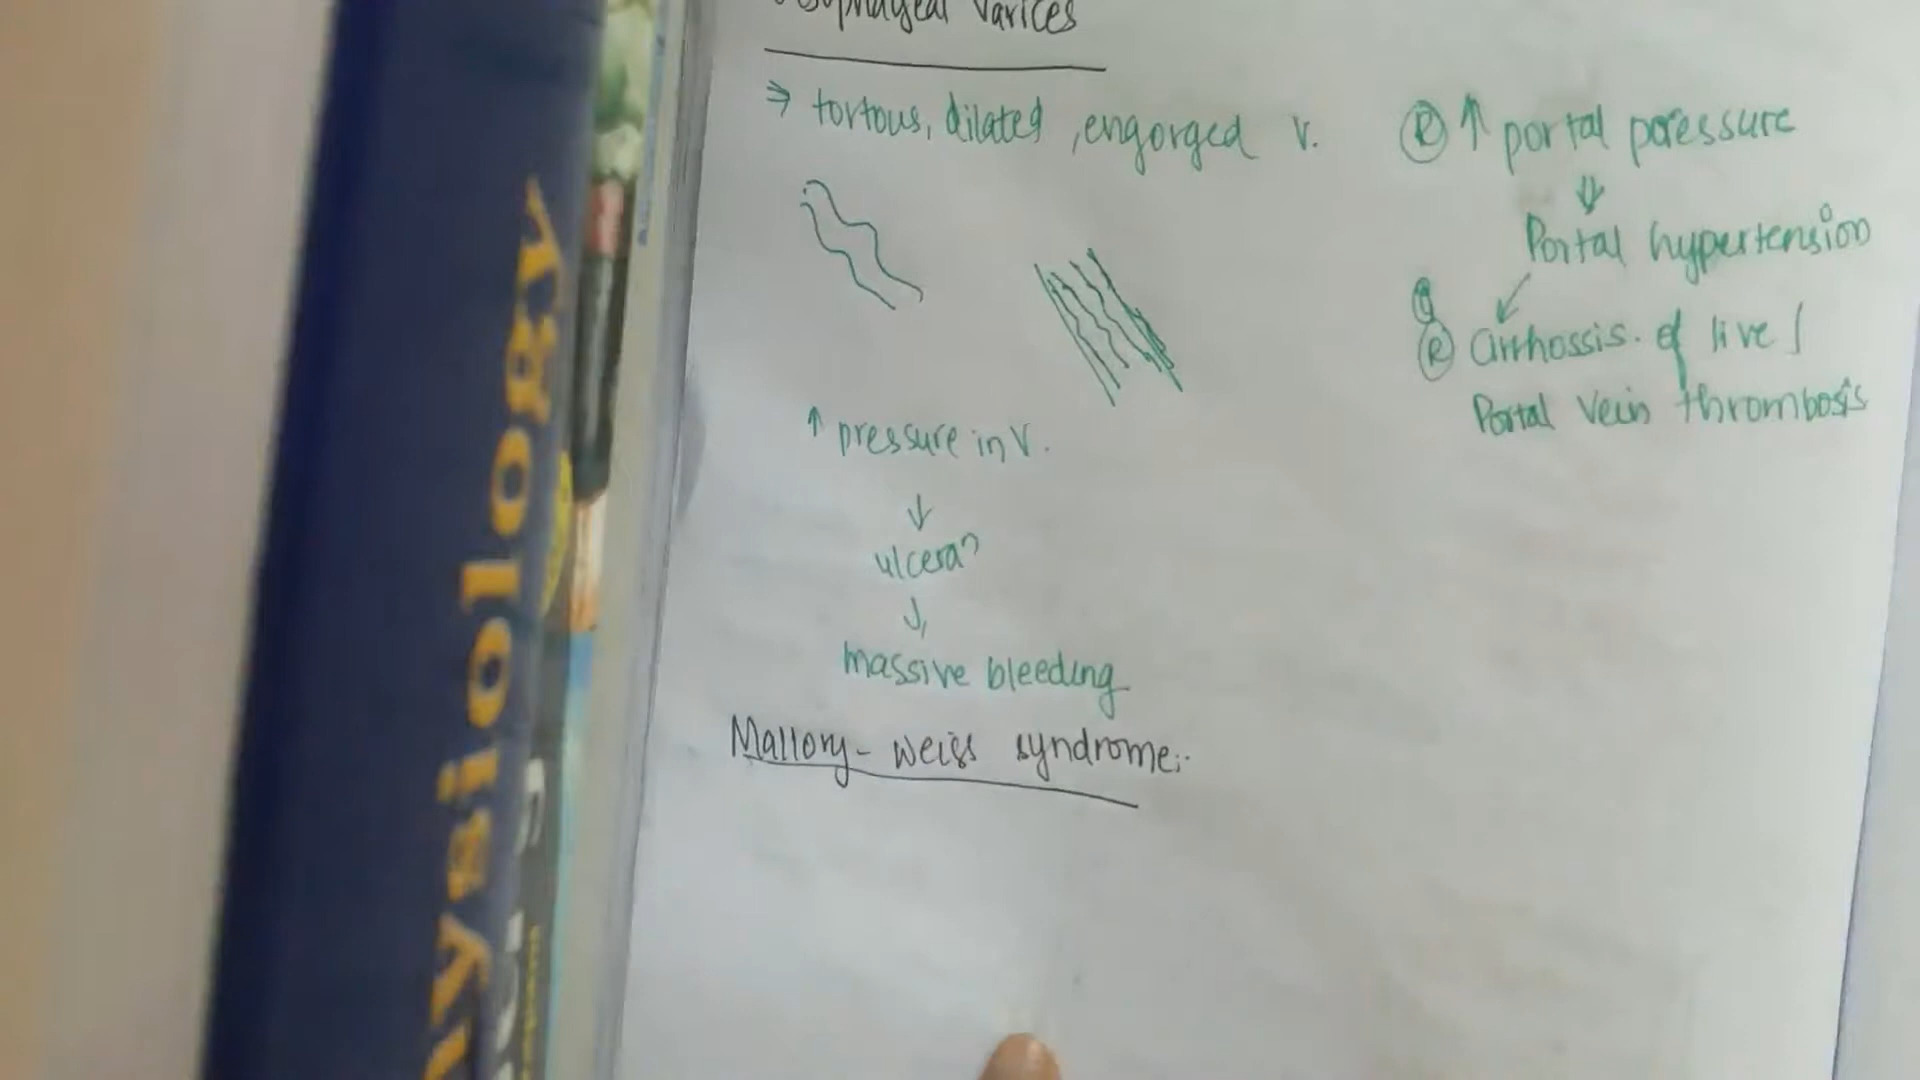 Esophageal Varices
⇒ tortous, dilated, engorged v.
↑ pressure in V.
↓
ulcera?
↓
massive bleeding
Mallory-weiss syndrome:-
Ⓡ ↑ portal poressure
⇓
Portal hypertension
Ⓡ Cirrhossis. of live
Portal Vein thrombosis
ysiology